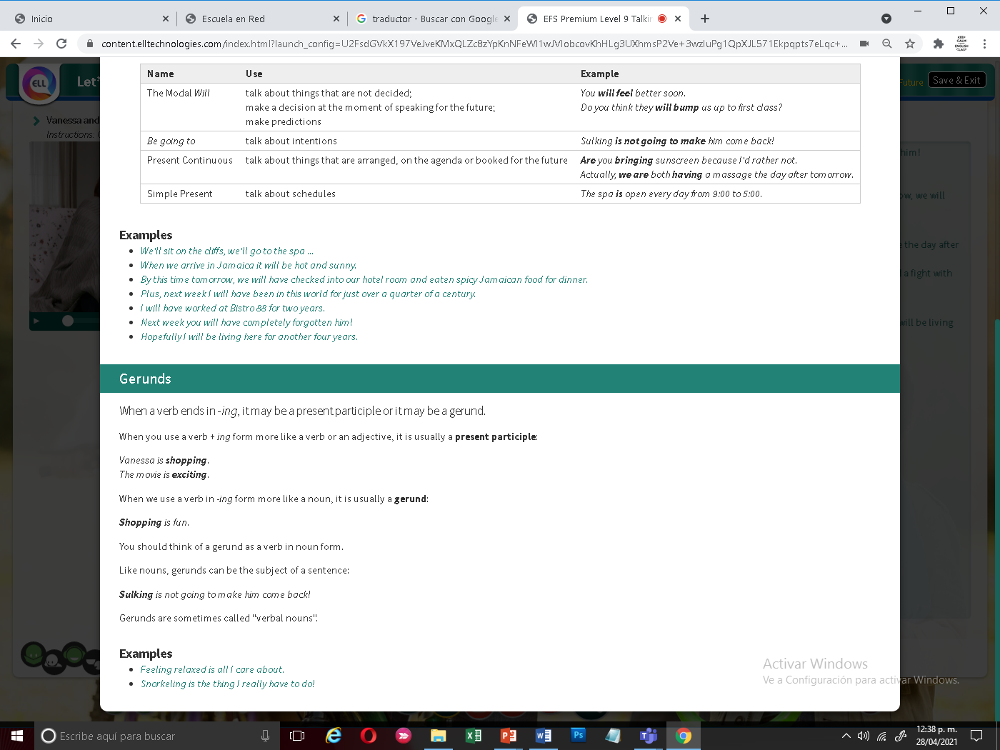 Inicio
Escuela en Red
traductor - Buscar con Google
EFS Premium Level 9 Talki
content.elltechnologies.com/index.html?launch_config=U2FsdGVkX197VeJveKMxQLZc8zYpKnNFeWl1wJVlobcovKhHLg3UXhmsP2Ve+3wzluPg1QpXJL571Ekpqpts7eLqc+...
ELL
Let'
Future
Save & Exit
Vanessa and
Instructions:
him!
ow, we will
e the day after
l a fight with
will be living
Name Use Example
The Modal Will talk about things that are not decided; You will feel better soon.
make a decision at the moment of speaking for the future; Do you think they will bump us up to first class?
make predictions
Be going to talk about intentions Sulking is not going to make him come back!
Present Continuous talk about things that are arranged, on the agenda or booked for the future Are you bringing sunscreen because I'd rather not.
Actually, we are both having a massage the day after tomorrow.
Simple Present talk about schedules The spa is open every day from 9:00 to 5:00.
Examples
We'll sit on the cliffs, we'll go to the spa ...
When we arrive in Jamaica it will be hot and sunny.
By this time tomorrow, we will have checked into our hotel room and eaten spicy Jamaican food for dinner.
Plus, next week I will have been in this world for just over a quarter of a century.
I will have worked at Bistro 88 for two years.
Next week you will have completely forgotten him!
Hopefully I will be living here for another four years.
Gerunds
When a verb ends in -ing, it may be a present participle or it may be a gerund.
When you use a verb + ing form more like a verb or an adjective, it is usually a present participle:
Vanessa is shopping.
The movie is exciting.
When we use a verb in -ing form more like a noun, it is usually a gerund:
Shopping is fun.
You should think of a gerund as a verb in noun form.
Like nouns, gerunds can be the subject of a sentence:
Sulking is not going to make him come back!
Gerunds are sometimes called "verbal nouns".
Examples
Feeling relaxed is all I care about.
Snorkeling is the thing I really have to do!
Activar Windows
Ve a Configuración para activar Windows.
Escribe aquí para buscar
12:38 p. m.
28/04/2021